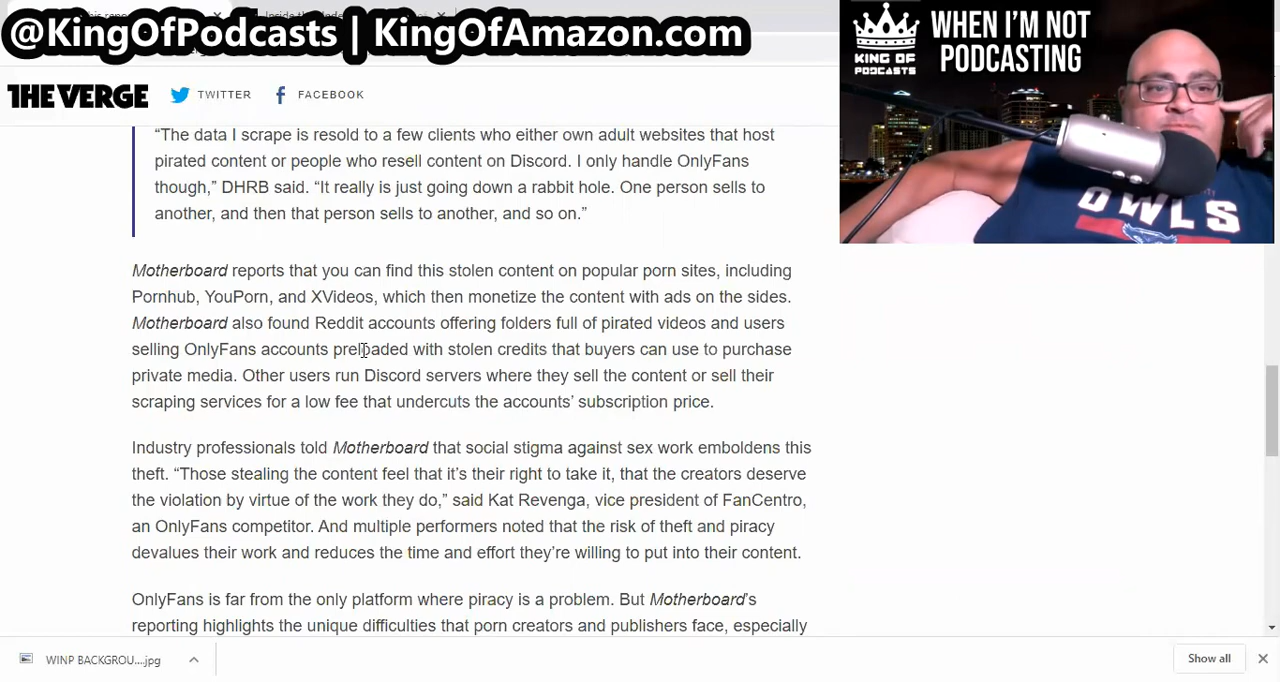 @KingOfPodcasts | KingOfAmazon.com
KING OF
PODCASTS
WHEN I'M NOT
PODCASTING
OWLS
THE VERGE
TWITTER
FACEBOOK
“The data I scrape is resold to a few clients who either own adult websites that host
pirated content or people who resell content on Discord. I only handle OnlyFans
though,” DHRB said. “It really is just going down a rabbit hole. One person sells to
another, and then that person sells to another, and so on.”
Motherboard reports that you can find this stolen content on popular porn sites, including
Pornhub, YouPorn, and XVideos, which then monetize the content with ads on the sides.
Motherboard also found Reddit accounts offering folders full of pirated videos and users
selling OnlyFans accounts preloaded with stolen credits that buyers can use to purchase
private media. Other users run Discord servers where they sell the content or sell their
scraping services for a low fee that undercuts the accounts’ subscription price.
Industry professionals told Motherboard that social stigma against sex work emboldens this
theft. “Those stealing the content feel that it’s their right to take it, that the creators deserve
the violation by virtue of the work they do,” said Kat Revenga, vice president of FanCentro,
an OnlyFans competitor. And multiple performers noted that the risk of theft and piracy
devalues their work and reduces the time and effort they’re willing to put into their content.
OnlyFans is far from the only platform where piracy is a problem. But Motherboard’s
reporting highlights the unique difficulties that porn creators and publishers face, especially
WINP BACKGROU....jpg
Show all